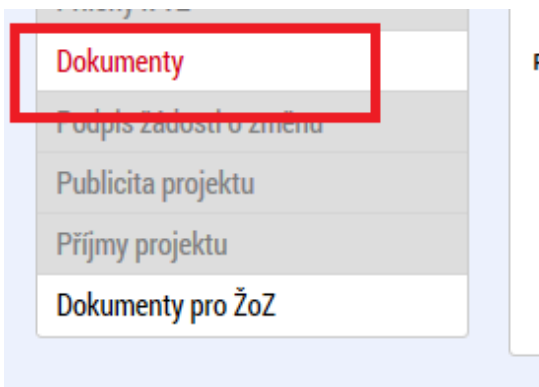 Dokumenty
Podpis žádosti o změnu
Publicita projektu
Příjmy projektu
Dokumenty pro ŽoZ